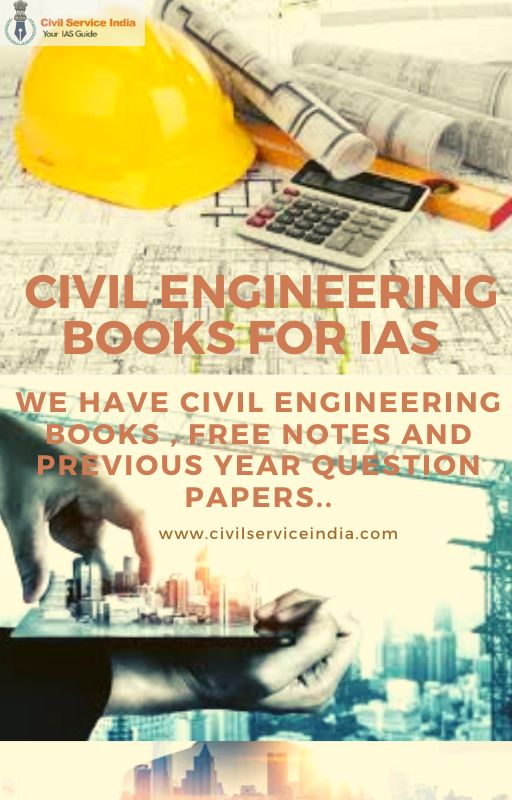 Civil Service India
Your IAS Guide
CIVIL ENGINEERING
BOOKS FOR IAS
WE HAVE CIVIL ENGINEERING
BOOKS , FREE NOTES AND
PREVIOUS YEAR QUESTION
PAPERS..
www.civilserviceindia.com